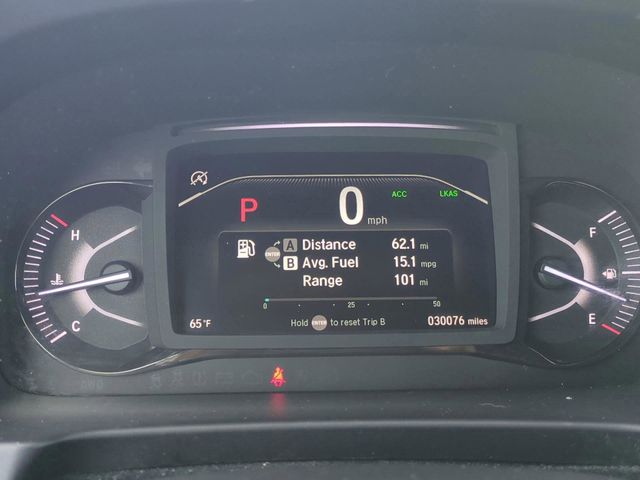 ACC LKAS
P 0 mph
H
F
A Distance 62.1 mi
ENTER B Avg. Fuel 15.1 mpg
Range 101 mi
0 25 50
C
E
65°F Hold ENTER to reset Trip B 030076 miles